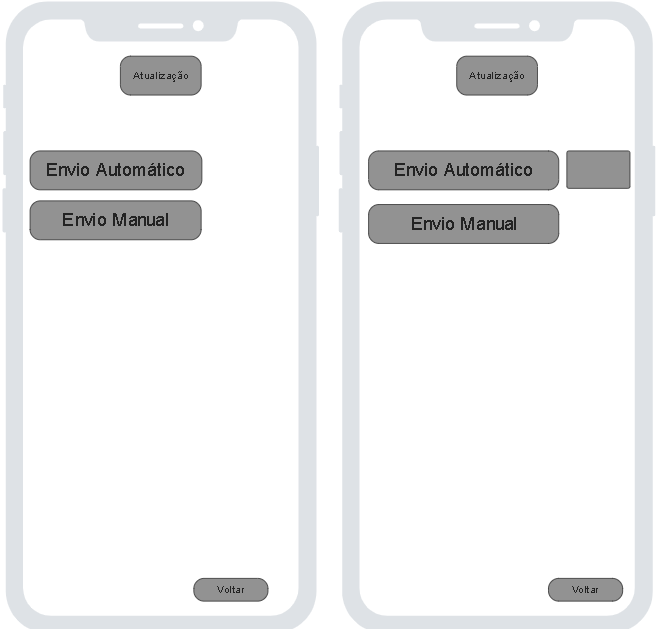 Atualização
Envio Automático
Envio Manual
Voltar
Atualização
Envio Automático
Envio Manual
Voltar